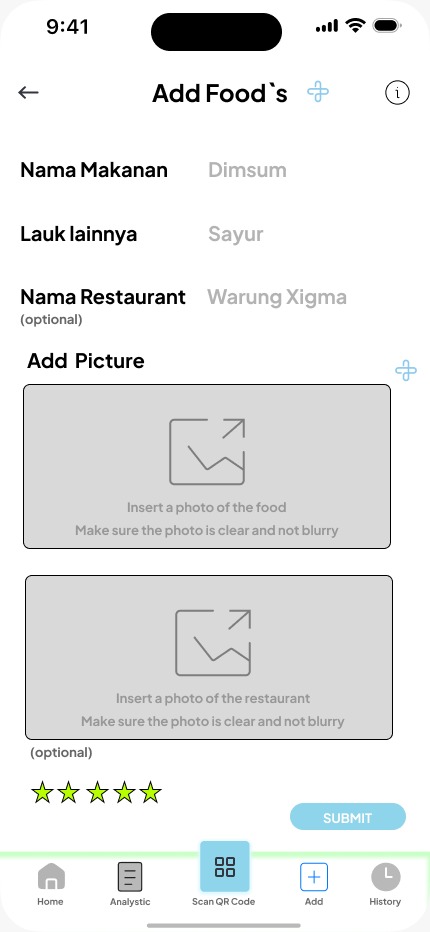 9:41
Add Food`s
i
Nama Makanan Dimsum
Lauk lainnya Sayur
Nama Restaurant Warung Xigma
(optional)
Add Picture
Insert a photo of the food
Make sure the photo is clear and not blurry
Insert a photo of the restaurant
Make sure the photo is clear and not blurry
(optional)
SUBMIT
Home Analystic Scan QR Code Add History